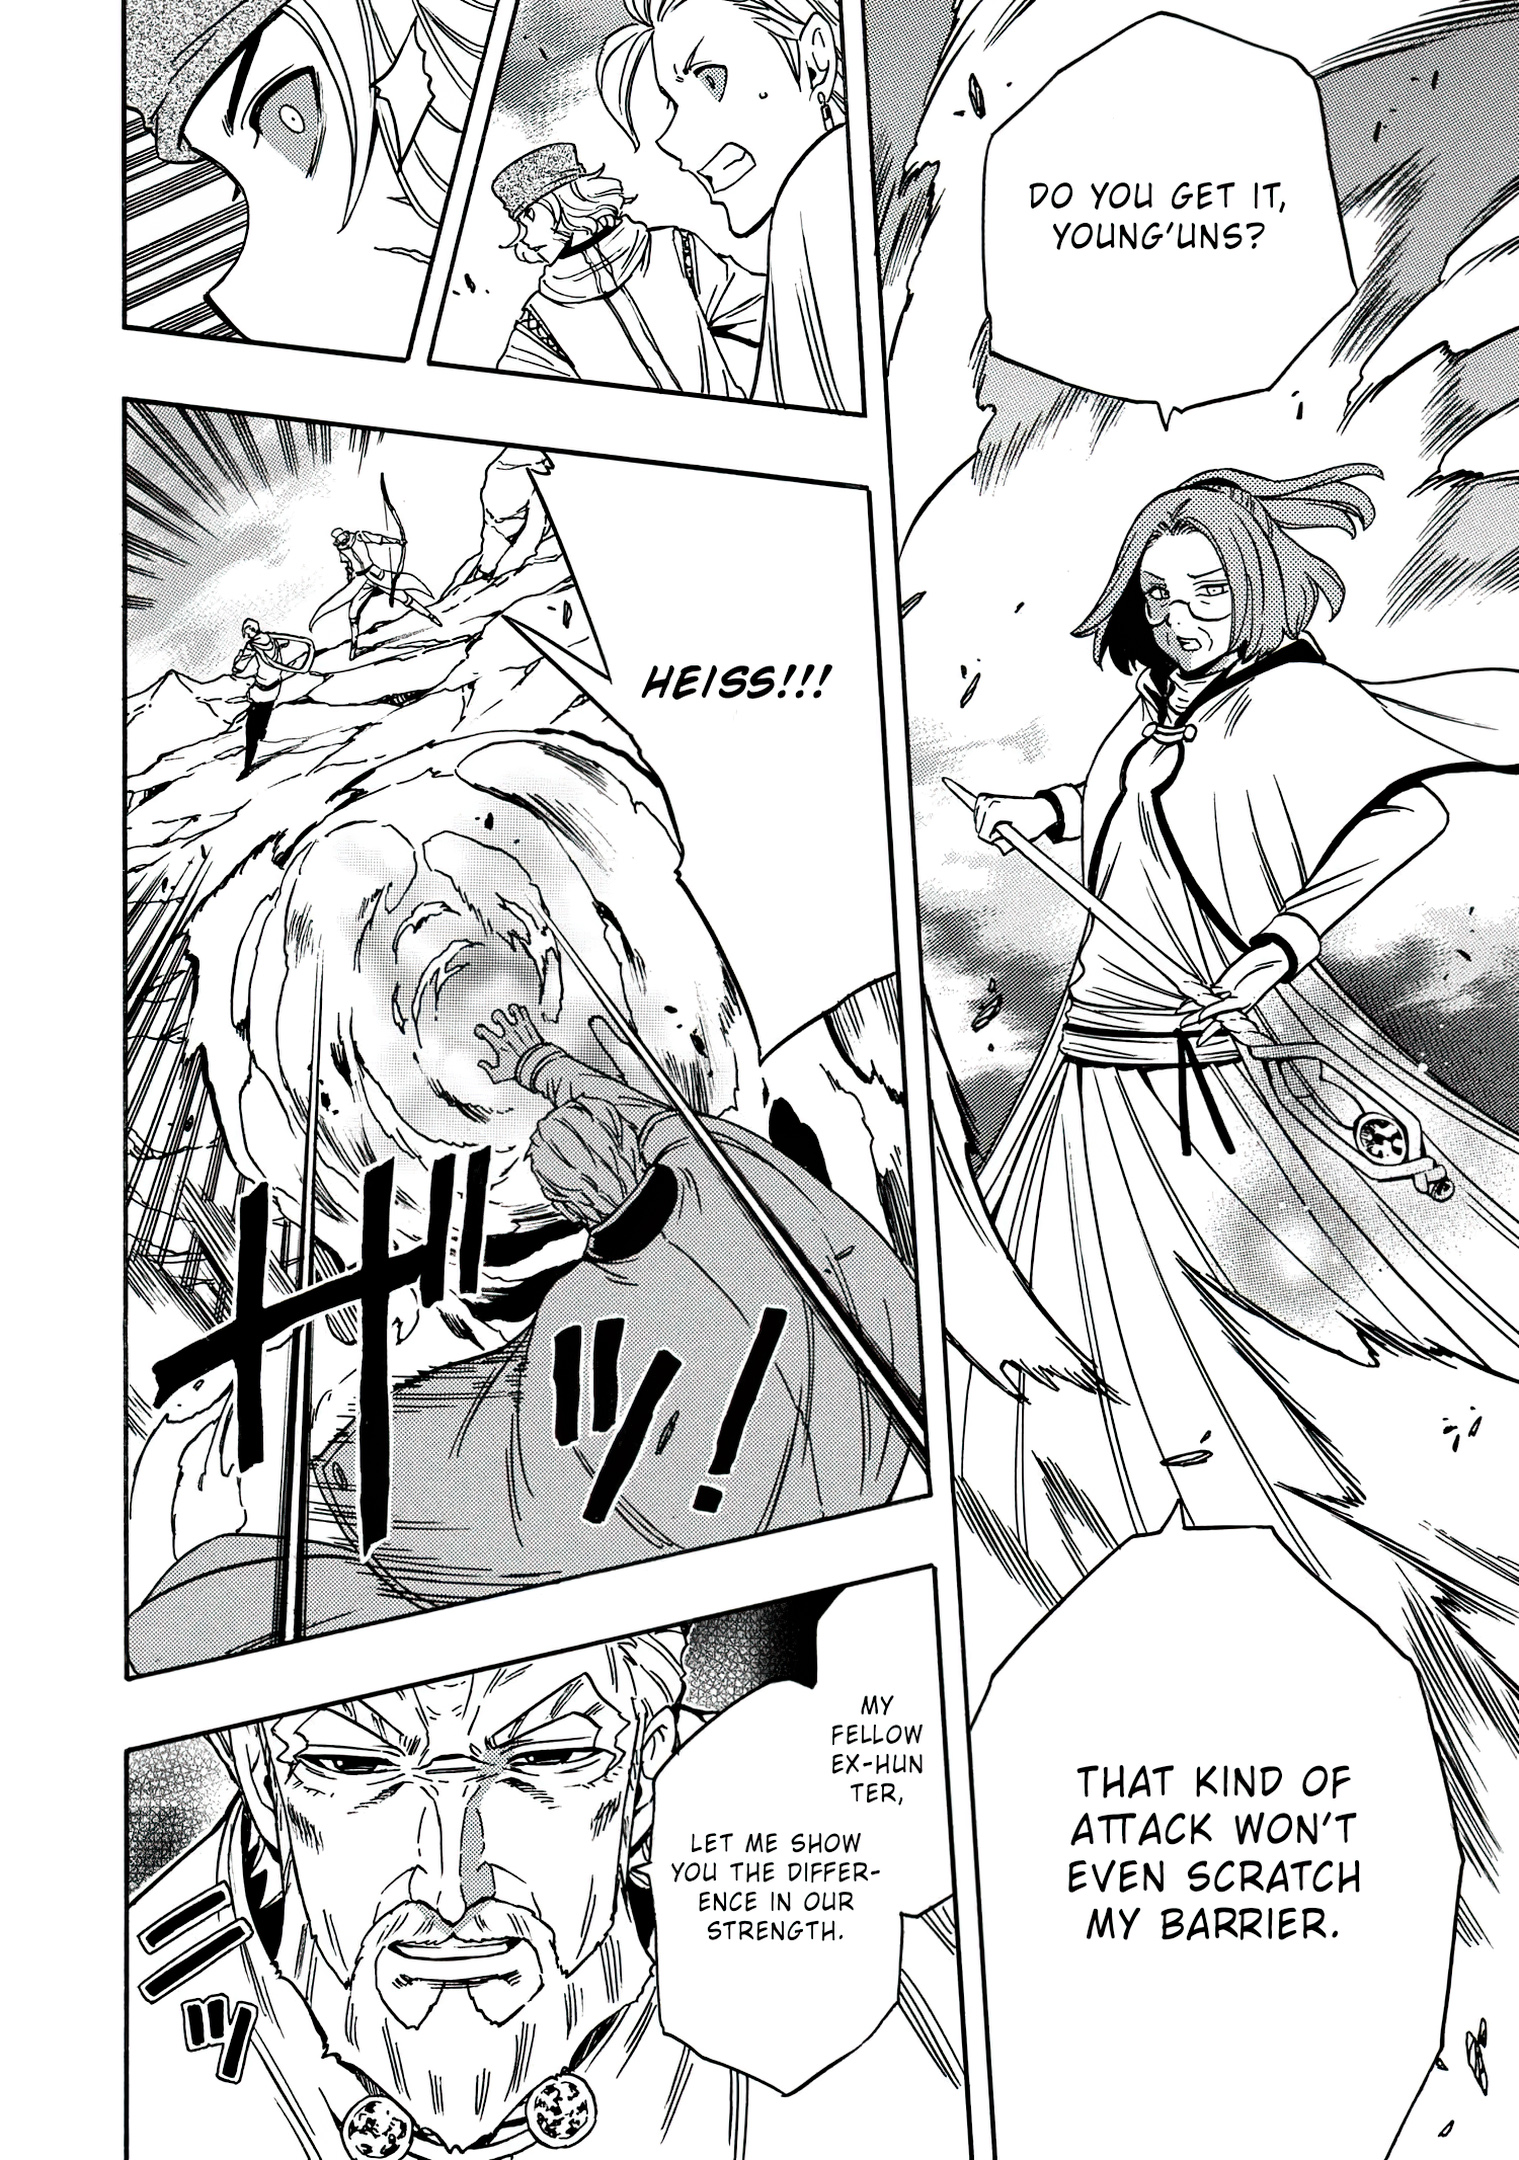 DO YOU GET IT,
YOUNG'UNS?
THAT KIND OF
ATTACK WON'T
EVEN SCRATCH
MY BARRIER.
HEISS!!!
ザッ!
MY
FELLOW
EX-HUN
TER,
LET ME SHOW
YOU THE DIFFER-
ENCE IN OUR
STRENGTH.
ニッ